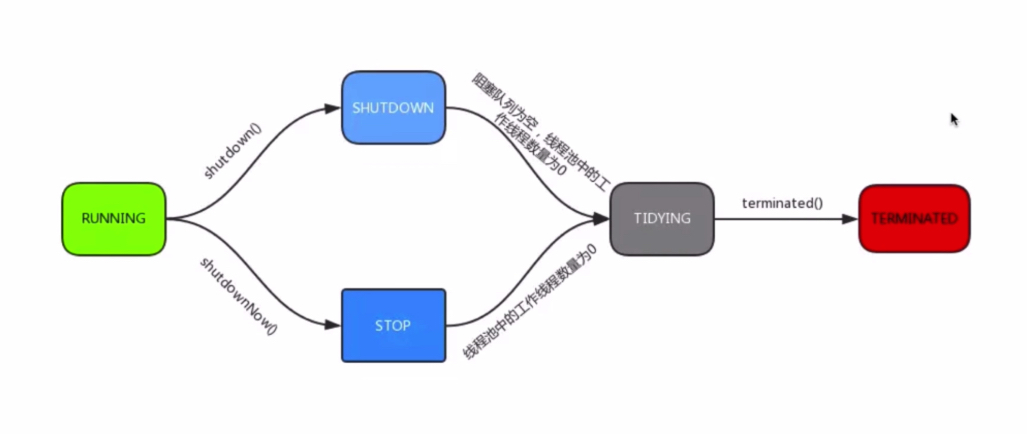 SHUTDOWN
阻塞队列为空，线程池中的工
作线程数量为0
shutdown()
RUNNING
TIDYING
terminated()
TERMINATED
shutdownNow()
STOP
线程池中的工作线程数量为0